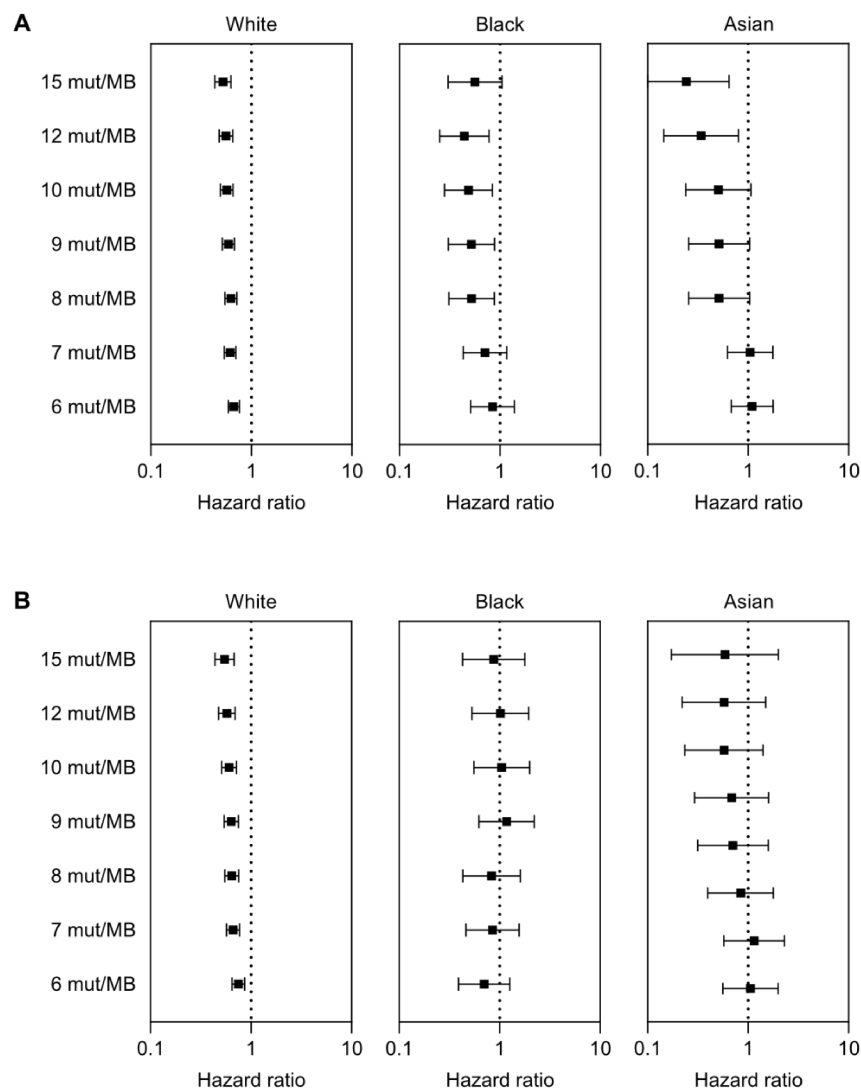 A
White Black Asian
15 mut/MB
12 mut/MB
10 mut/MB
9 mut/MB
8 mut/MB
7 mut/MB
6 mut/MB
0.1 1 10 0.1 1 10 0.1 1 10
Hazard ratio Hazard ratio Hazard ratio
B
White Black Asian
15 mut/MB
12 mut/MB
10 mut/MB
9 mut/MB
8 mut/MB
7 mut/MB
6 mut/MB
0.1 1 10 0.1 1 10 0.1 1 10
Hazard ratio Hazard ratio Hazard ratio